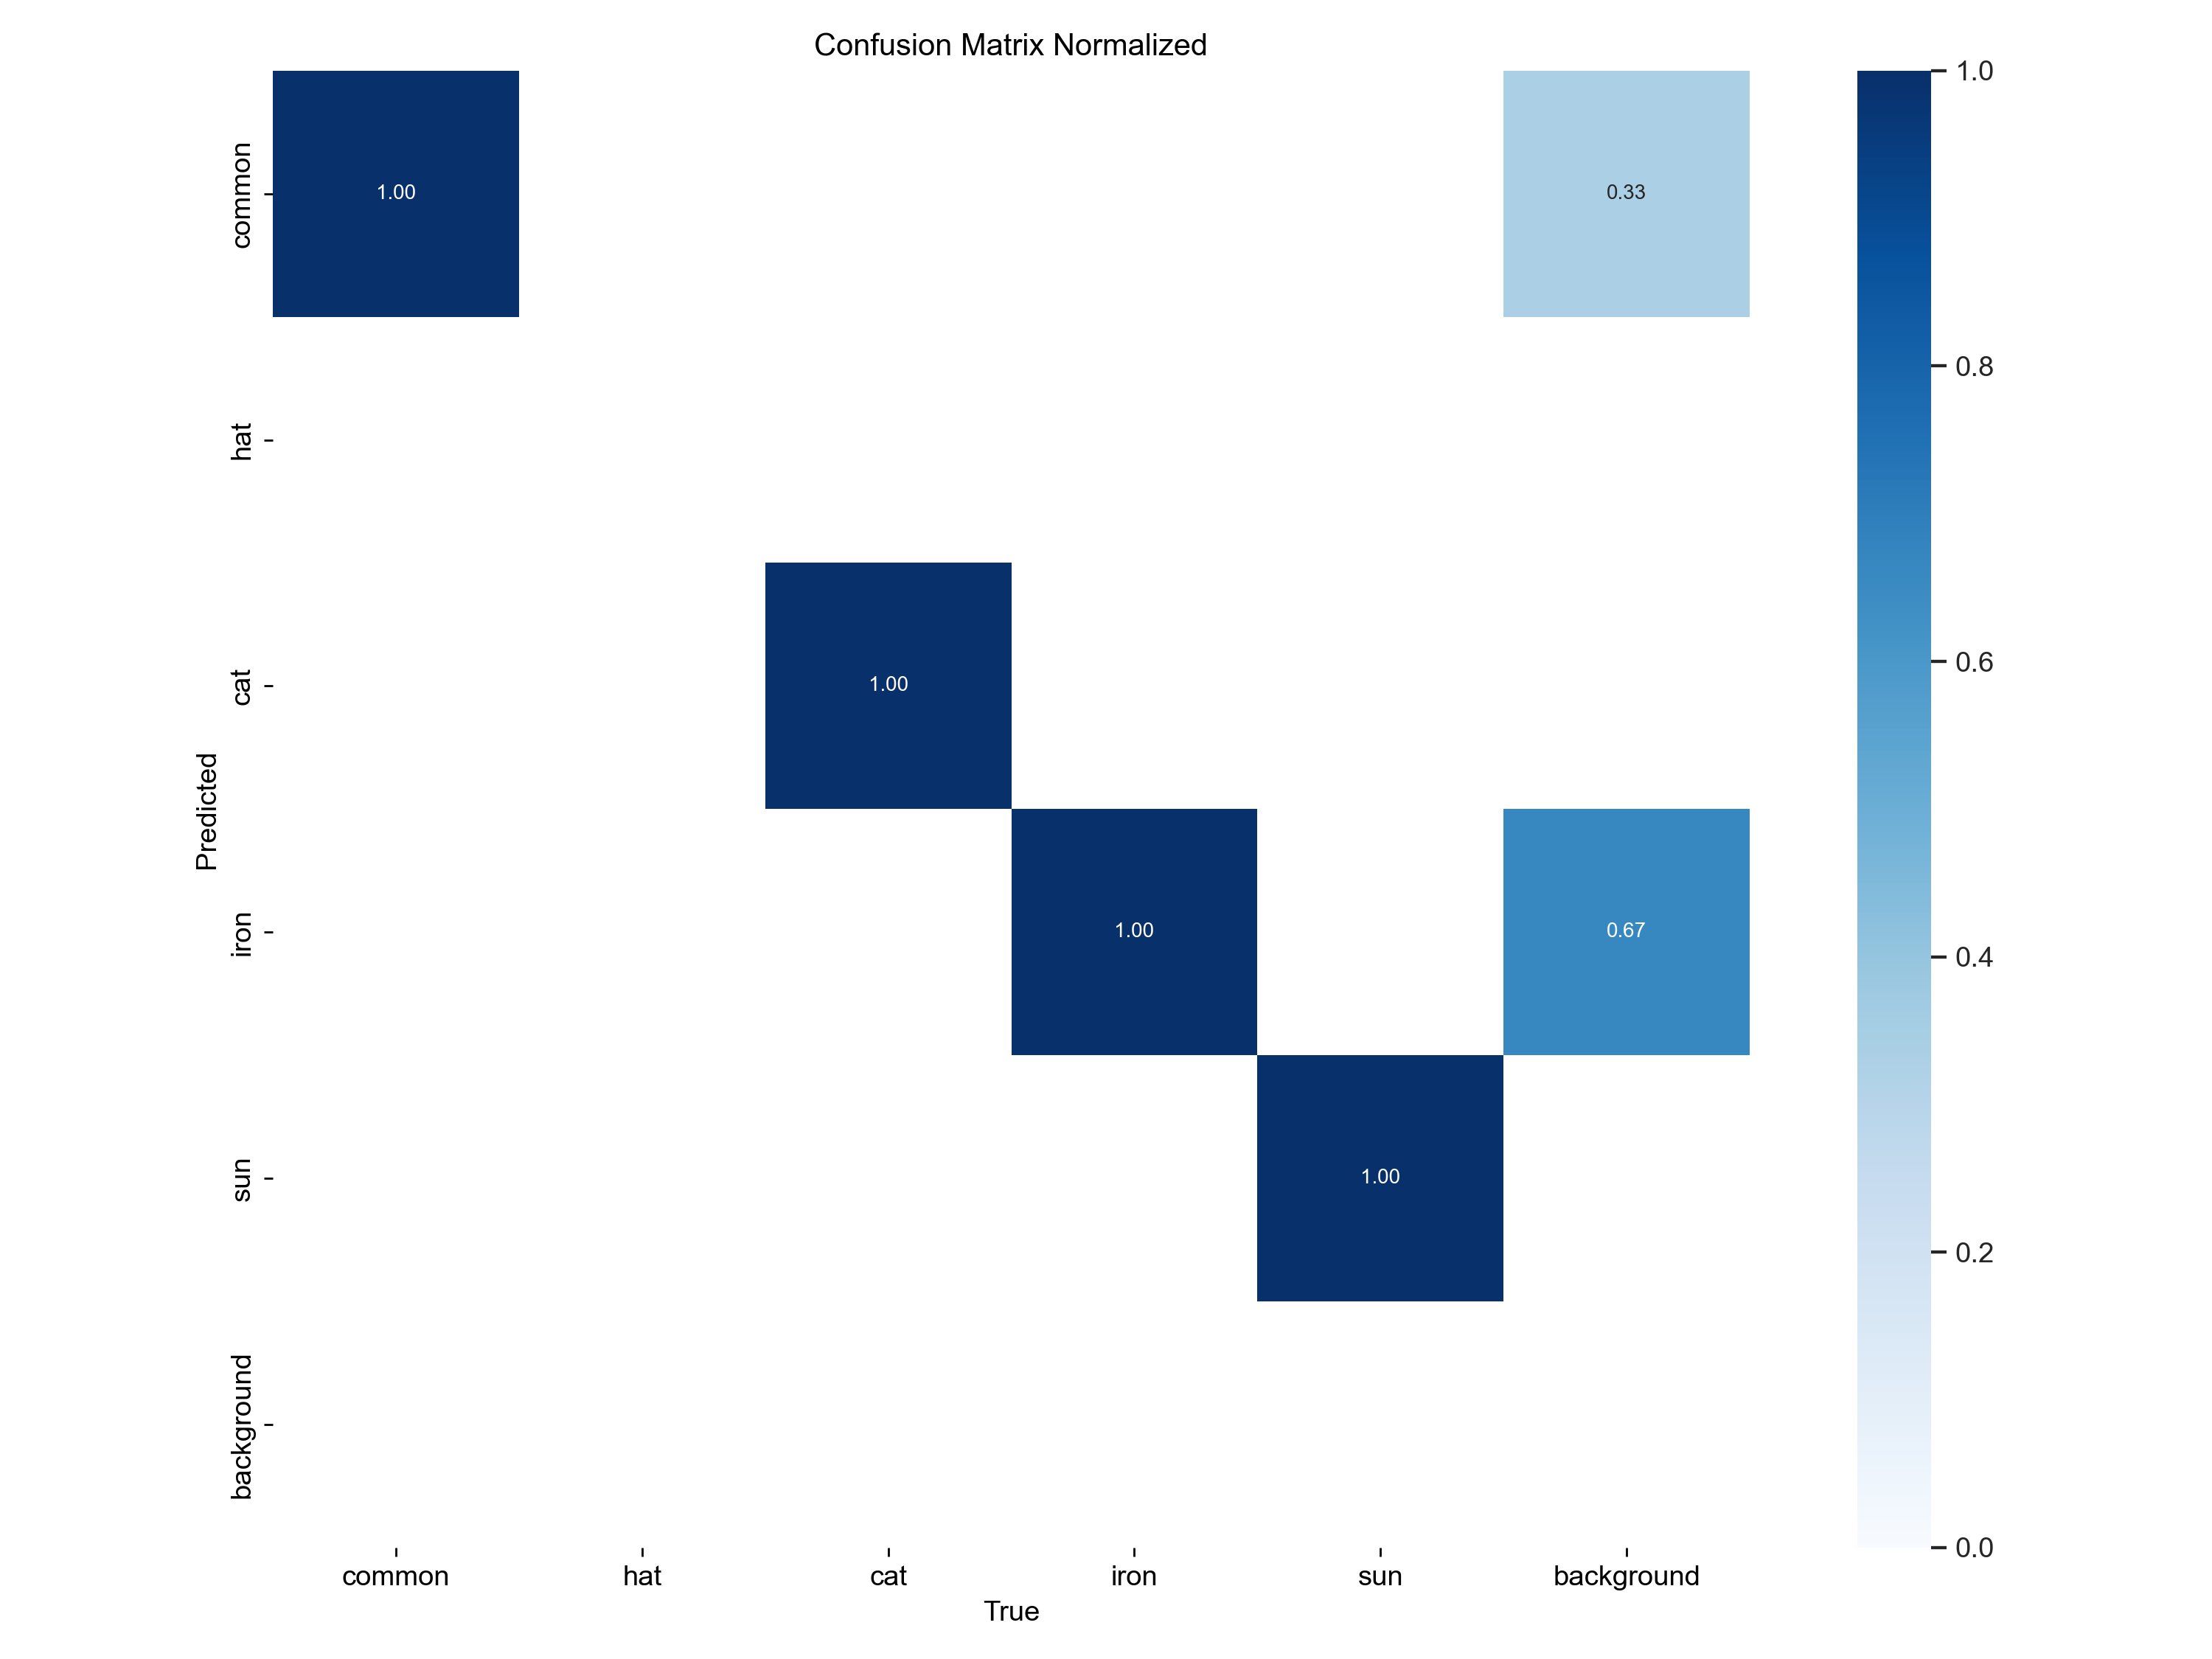 Confusion Matrix Normalized
common
hat
cat
iron
sun
background
Predicted
1.00
0.33
1.00
1.00
0.67
1.00
common
hat
cat
iron
sun
background
True
1.0
0.8
0.6
0.4
0.2
0.0